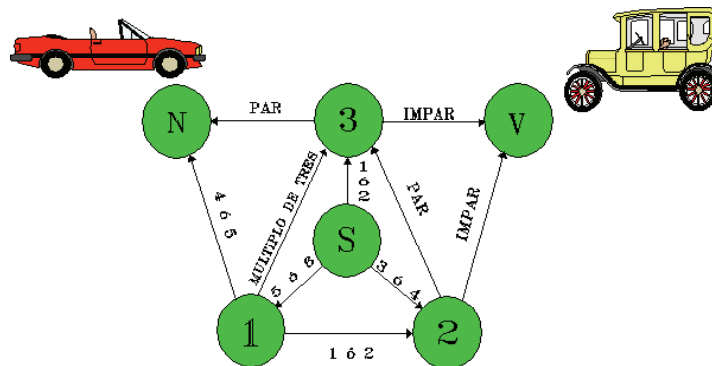 PAR
IMPAR
N
3
V
MULTIPLO DE TRES
1 ó 2
PAR
IMPAR
4 ó 5
S
5 ó 6
3 ó 4
1
2
1 ó 2